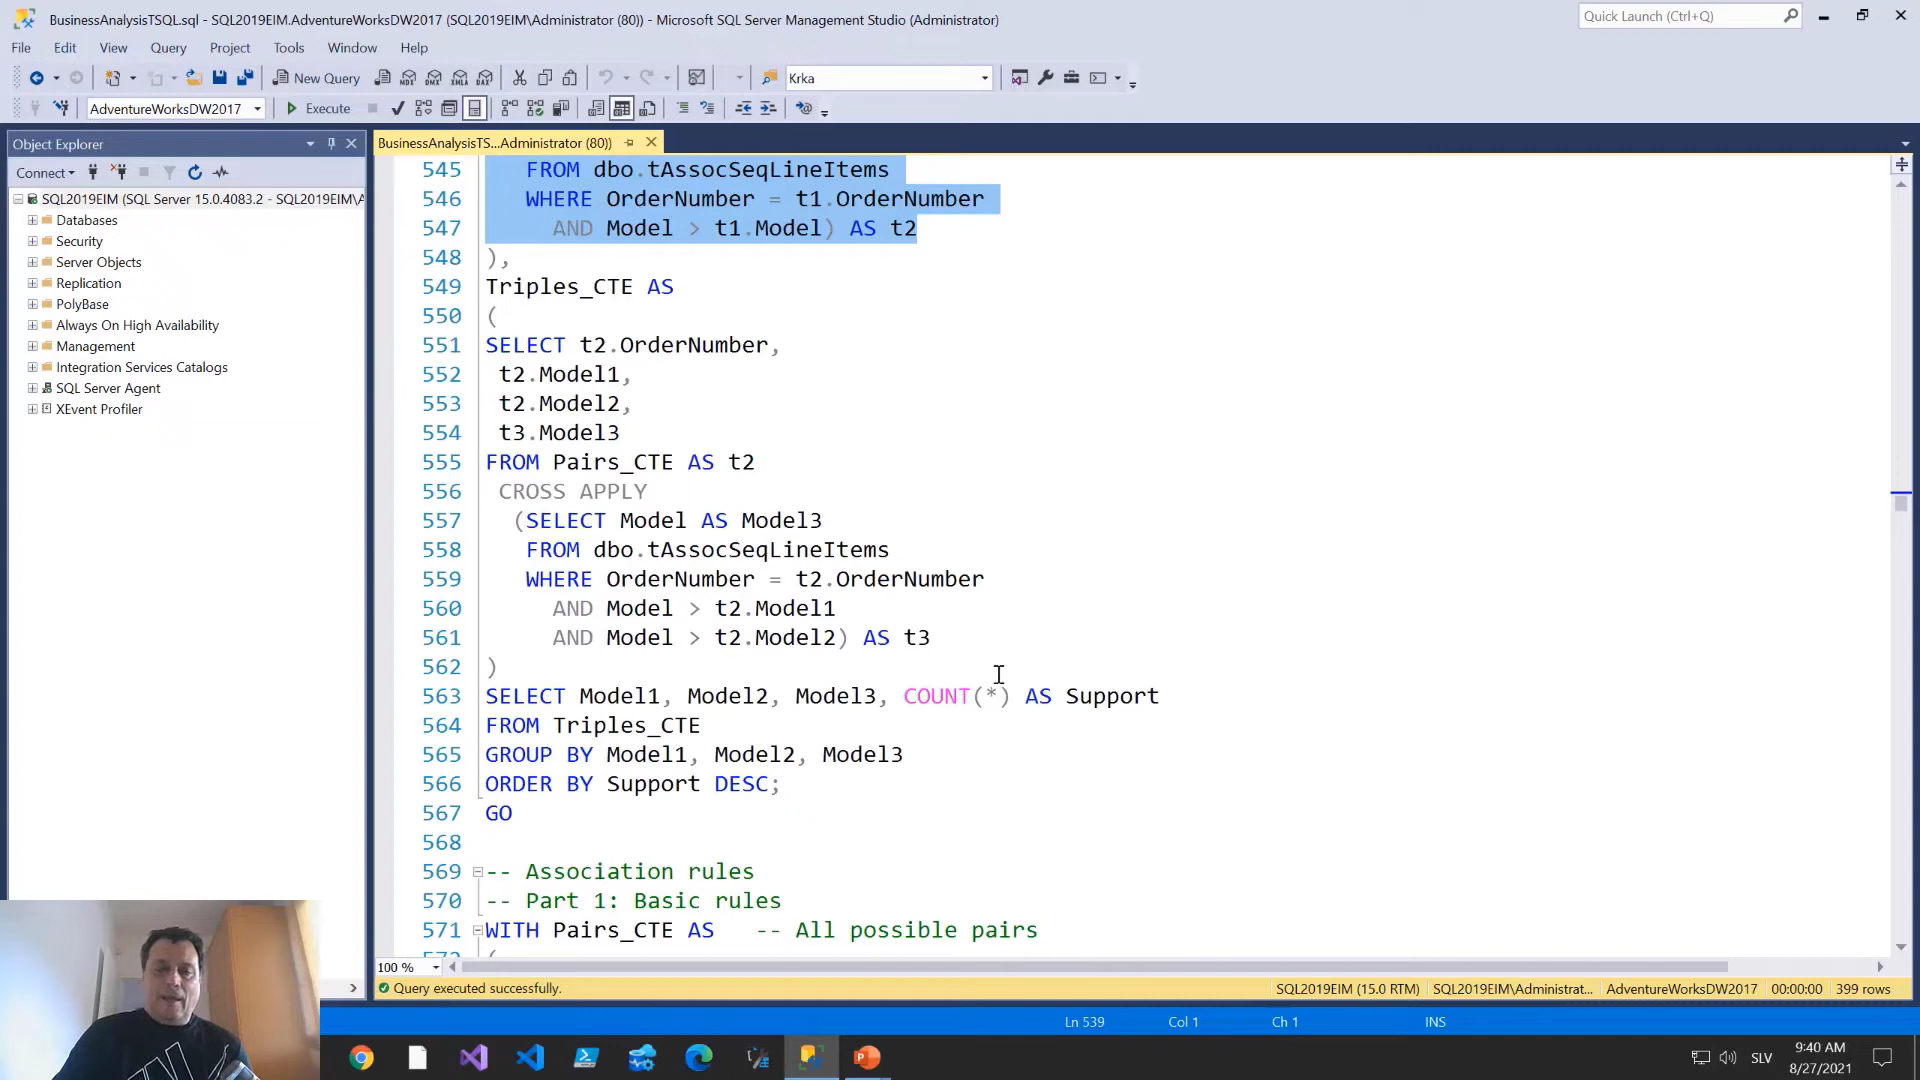 BusinessAnalysisTSQL.sql - SQL2019EIM.AdventureWorksDW2017 (SQL2019EIM\Administrator (80)) - Microsoft SQL Server Management Studio (Administrator)
Quick Launch (Ctrl+Q)
File Edit View Query Project Tools Window Help
New Query
Krka
AdventureWorksDW2017
Execute
Object Explorer
BusinessAnalysisTS...Administrator (80))
Connect
SQL2019EIM (SQL Server 15.0.4083.2 - SQL2019EIM\A
Databases
Security
Server Objects
Replication
PolyBase
Always On High Availability
Management
Integration Services Catalogs
SQL Server Agent
XEvent Profiler
545 FROM dbo.tAssocSeqLineItems
546 WHERE OrderNumber = t1.OrderNumber
547 AND Model > t1.Model) AS t2
548 ),
549 Triples_CTE AS
550 (
551 SELECT t2.OrderNumber,
552 t2.Model1,
553 t2.Model2,
554 t3.Model3
555 FROM Pairs_CTE AS t2
556 CROSS APPLY
557 (SELECT Model AS Model3
558 FROM dbo.tAssocSeqLineItems
559 WHERE OrderNumber = t2.OrderNumber
560 AND Model > t2.Model1
561 AND Model > t2.Model2) AS t3
562 )
563 SELECT Model1, Model2, Model3, COUNT(*) AS Support
564 FROM Triples_CTE
565 GROUP BY Model1, Model2, Model3
566 ORDER BY Support DESC;
567 GO
568
569 -- Association rules
570 -- Part 1: Basic rules
571 WITH Pairs_CTE AS -- All possible pairs
100 %
Query executed successfully.
SQL2019EIM (15.0 RTM) SQL2019EIM\Administrat... AdventureWorksDW2017 00:00:00 399 rows
Ln 539 Col 1 Ch 1 INS
SLV
9:40 AM
8/27/2021